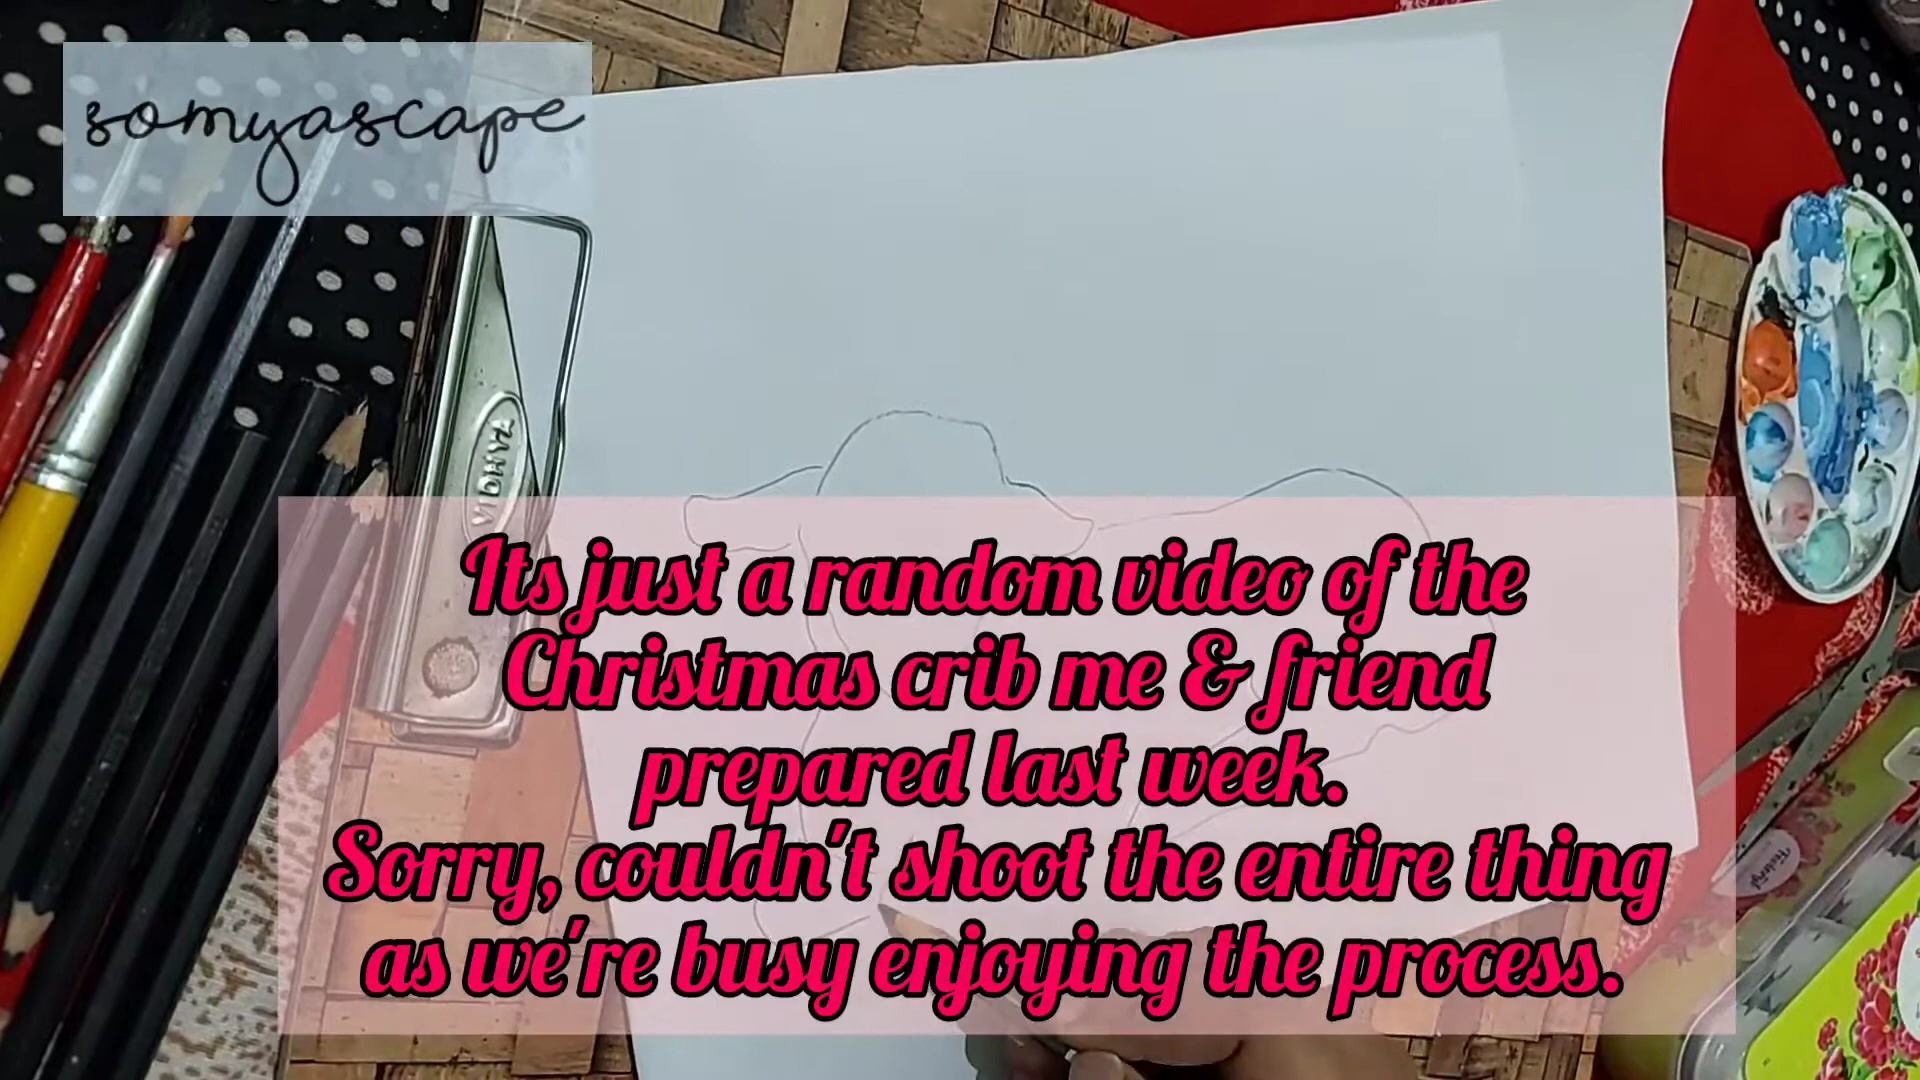 somyascape
VIDHYA
Its just a random video of the
Christmas crib me & friend
prepared last week.
Sorry, couldn't shoot the entire thing
as we're busy enjoying the process.